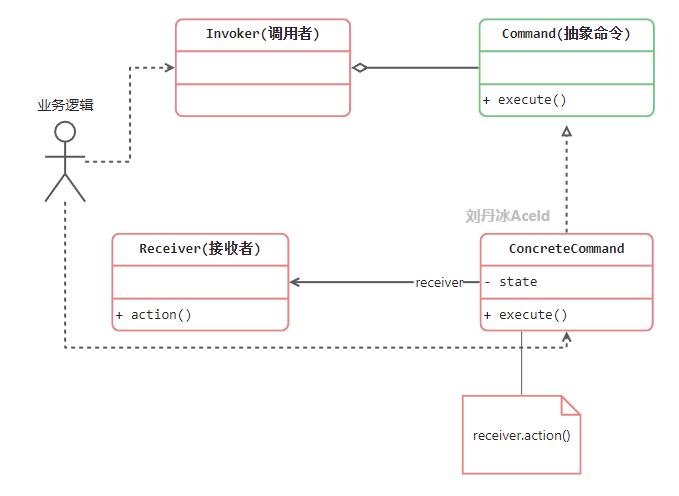 Invoker(调用者)
Command(抽象命令)
+ execute()
业务逻辑
刘丹冰Aceld
Receiver(接收者)
+ action()
ConcreteCommand
receiver
- state
+ execute()
receiver.action()